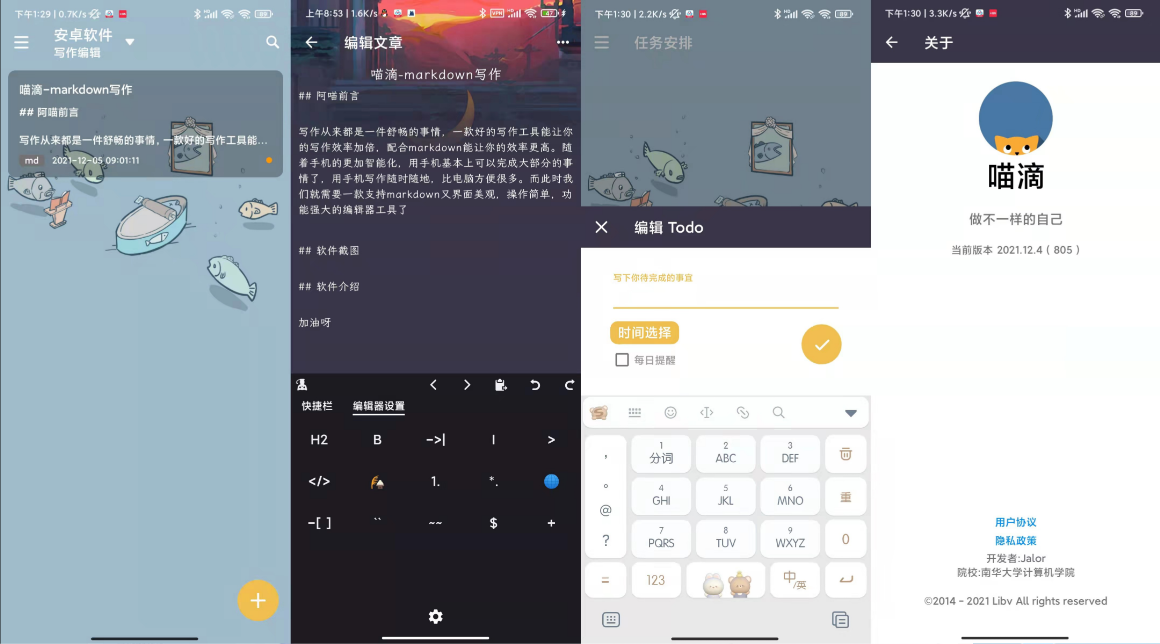 下午1:29 | 0.7K/s
安卓软件
写作编辑
喵滴-markdown写作
## 阿喵前言
写作从来都是一件舒畅的事情，一款好的写作工具能...
md 2021-12-05 09:01:11
上午8:53 | 1.6K/s
编辑文章
喵滴-markdown写作
## 阿喵前言
写作从来都是一件舒畅的事情，一款好的写作工具能让你
的写作效率加倍，配合markdown能让你的效率更高。随
着手机的更加智能化，用手机基本上可以完成大部分的事
情了，用手机写作随时随地，比电脑方便很多。而此时我
们就需要一款支持markdown又界面美观，操作简单，功
能强大的编辑器工具了
## 软件截图
## 软件介绍
加油呀
快捷栏 编辑器设置
H2 B ->| I >
</> 1. *.
-[ ] `` ~~ $ +
下午1:30 | 2.2K/s
任务安排
编辑 Todo
写下你待完成的事宜
时间选择
每日提醒
， 1 2 3
分词 ABC DEF
。 4 5 6 重
@ GHI JKL MNO
? 7 8 9 0
PQRS TUV WXYZ
= 123 中/英
下午1:30 | 3.3K/s
关于
喵滴
做不一样的自己
当前版本 2021.12.4 ( 805 )
用户协议
隐私政策
开发者:Jalor
院校:南华大学计算机学院
©2014 - 2021 Libv All rights reserved